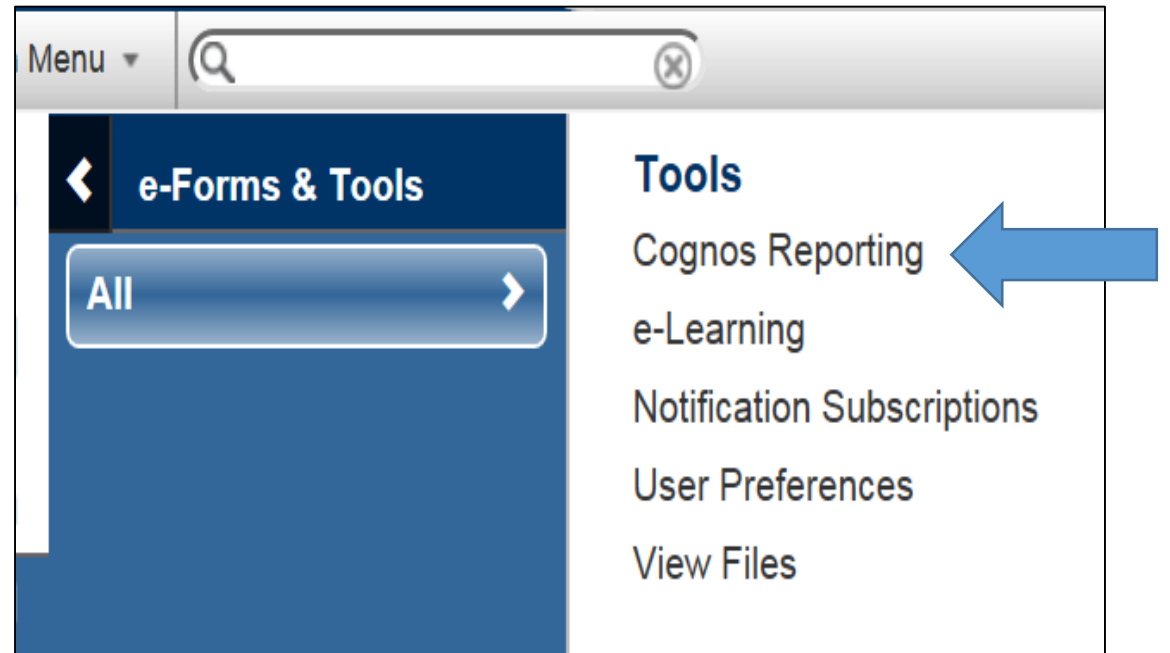 Menu
e-Forms & Tools
All
Tools
Cognos Reporting
e-Learning
Notification Subscriptions
User Preferences
View Files